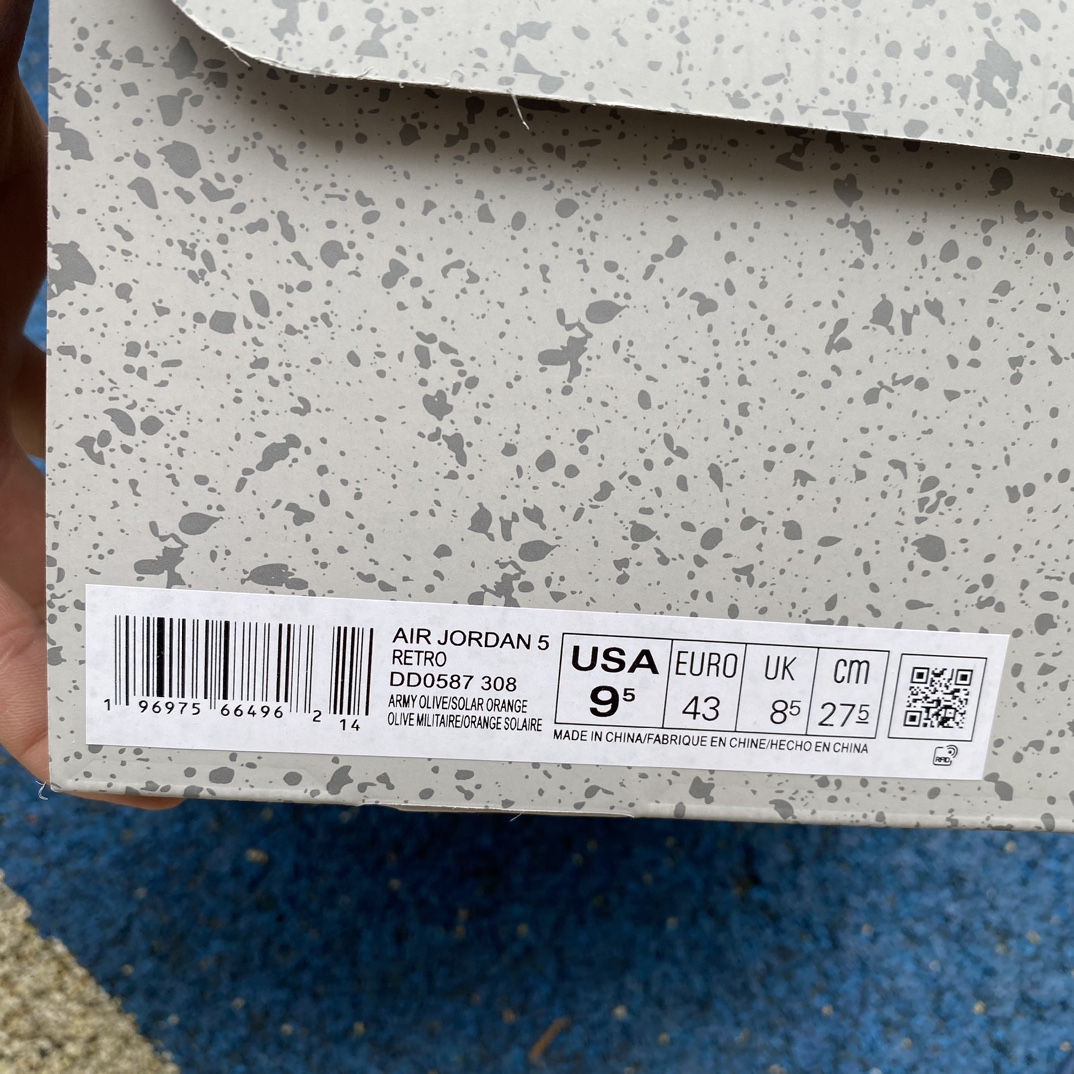 AIR JORDAN 5
RETRO
DD0587 308
ARMY OLIVE/SOLAR ORANGE
OLIVE MILITAIRE/ORANGE SOLAIRE
1 96975 66496 2 14
USA EURO UK CM
9⁵ 43 8⁵ 27⁵
MADE IN CHINA/FABRIQUE EN CHINE/HECHO EN CHINA
RFID